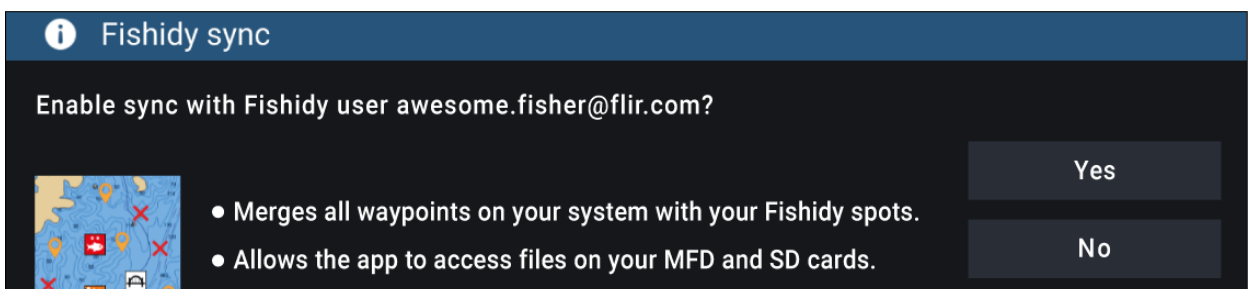 Fishidy sync
Enable sync with Fishidy user awesome.fisher@flir.com?
Yes
● Merges all waypoints on your system with your Fishidy spots.
● Allows the app to access files on your MFD and SD cards.
No